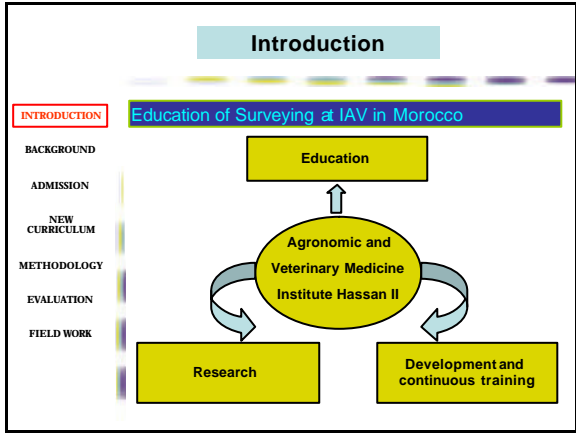 Introduction
INTRODUCTION
BACKGROUND
ADMISSION
NEW
CURRICULUM
METHODOLOGY
EVALUATION
FIELD WORK
Education of Surveying at IAV in Morocco
Education
Agronomic and
Veterinary Medicine
Institute Hassan II
Research
Development and
continuous training